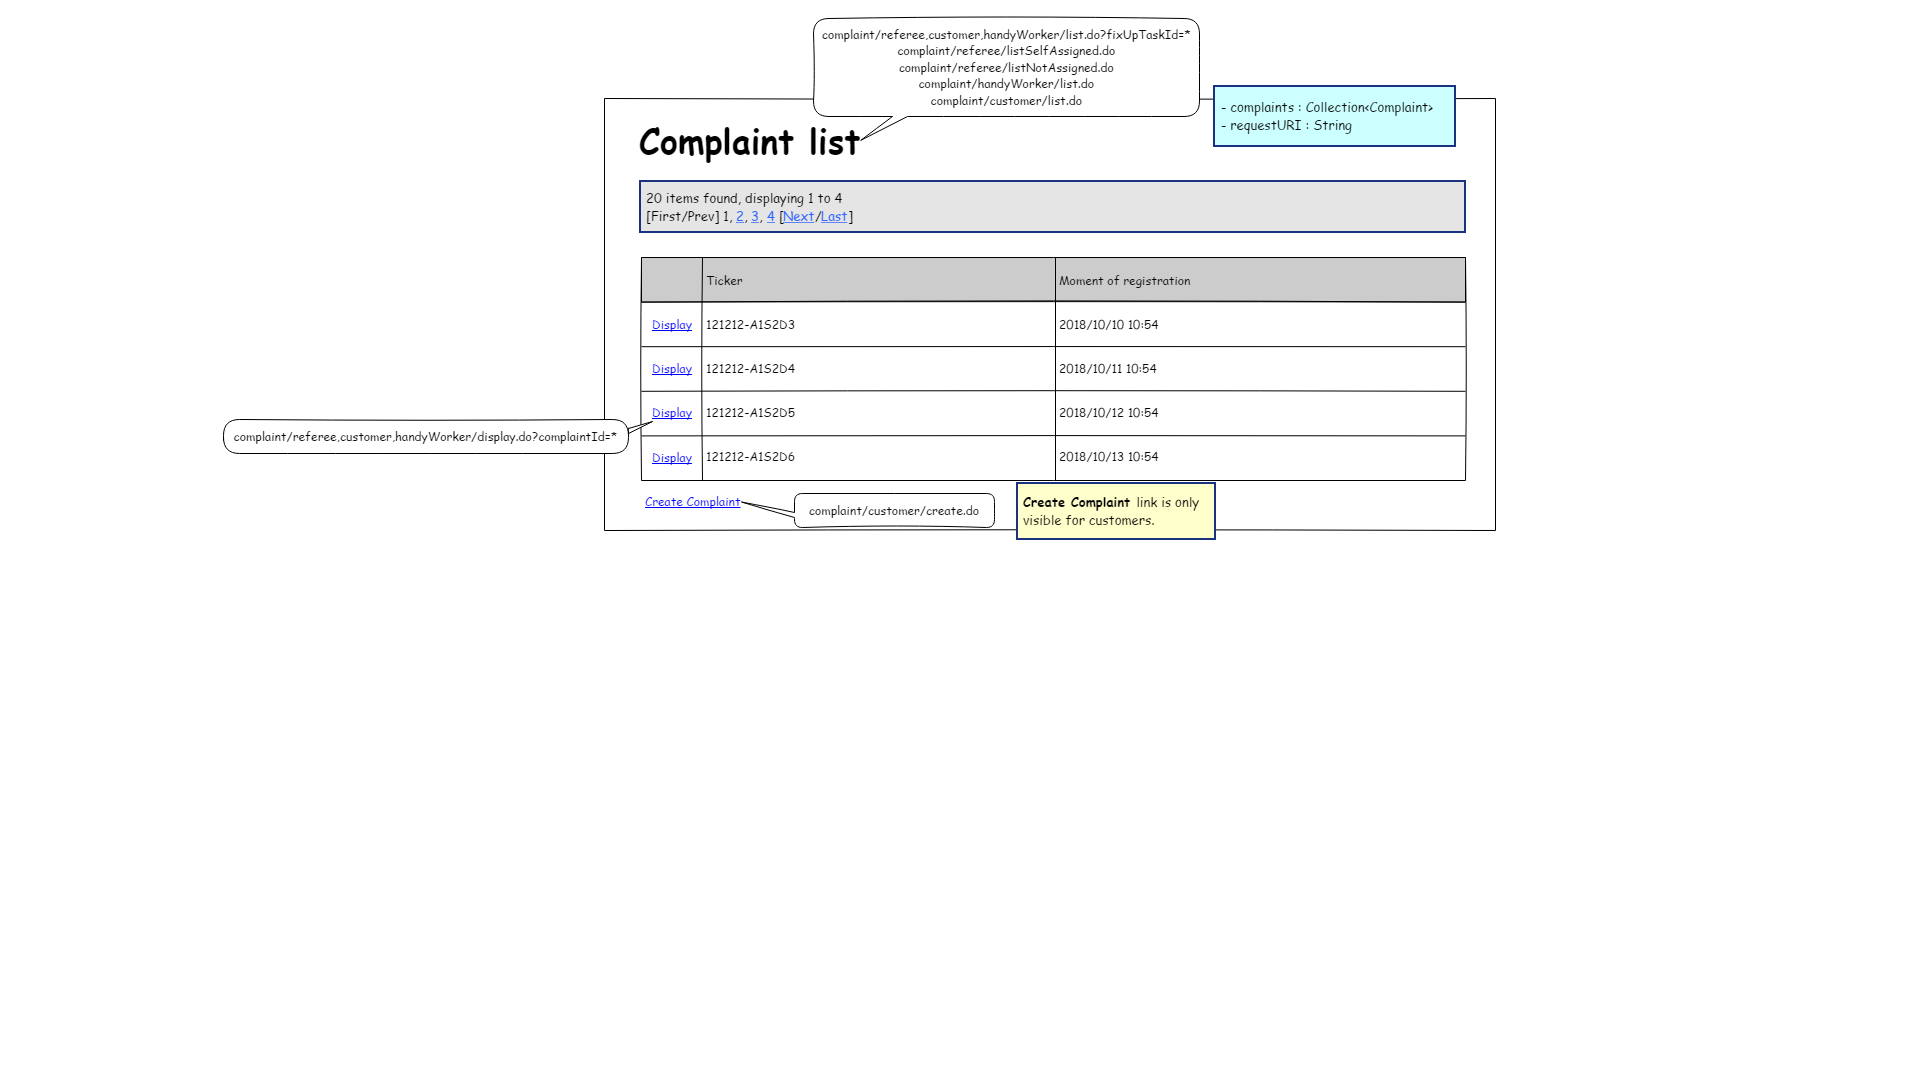 complaint/referee,customer,handyWorker/list.do?fixUpTaskId=*
complaint/referee/listSelfAssigned.do
complaint/referee/listNotAssigned.do
complaint/handyWorker/list.do
complaint/customer/list.do
- complaints : Collection<Complaint>
- requestURI : String
Complaint list
20 items found, displaying 1 to 4
[First/Prev] 1, 2, 3, 4 [Next/Last]
Ticker Moment of registration
Display 121212-A1S2D3 2018/10/10 10:54
Display 121212-A1S2D4 2018/10/11 10:54
Display 121212-A1S2D5 2018/10/12 10:54
complaint/referee,customer,handyWorker/display.do?complaintId=*
Display 121212-A1S2D6 2018/10/13 10:54
Create Complaint
complaint/customer/create.do
Create Complaint link is only
visible for customers.